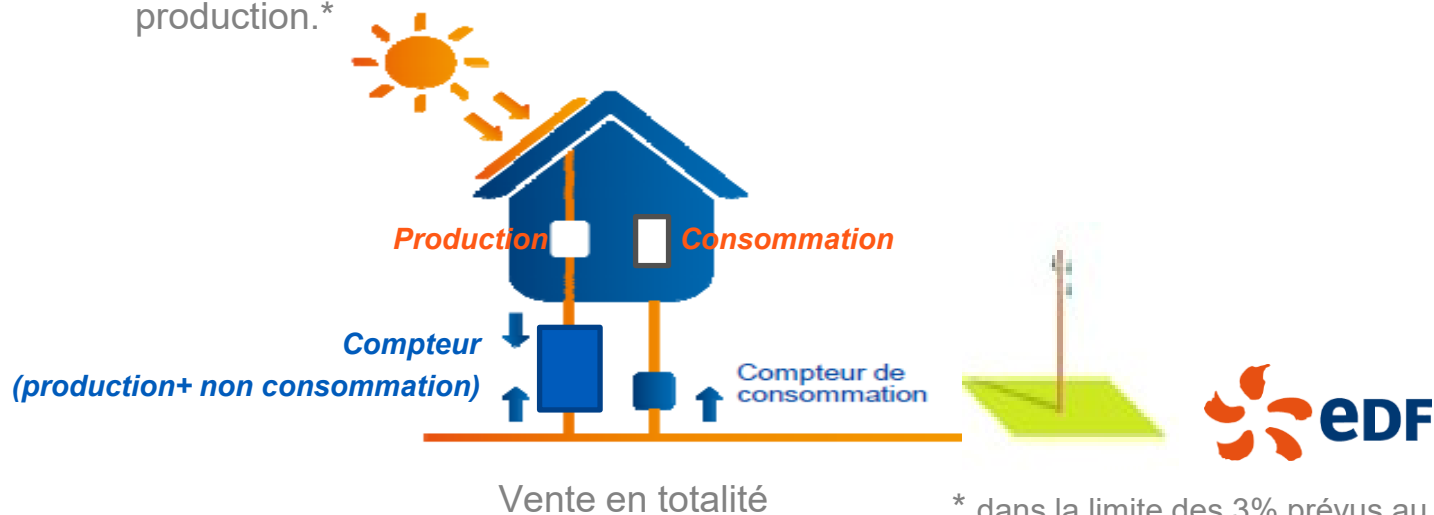 production.*
Production
Consommation
Compteur
(production+ non consommation)
Compteur de
consommation
eDF
Vente en totalité
* dans la limite des 3% prévus au